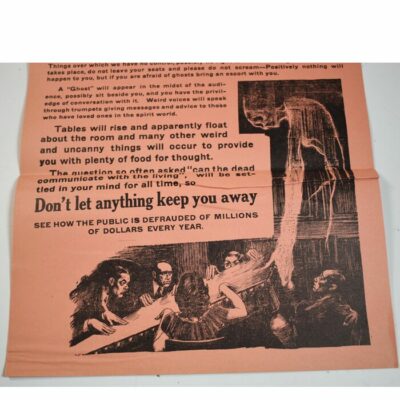 Things over which we have no control, possibly
takes place, do not leave your seats and please do not scream—Positively nothing will
happen to you, but if you are afraid of ghosts bring an escort with you.
A "Ghost" will appear in the midst of the audi-
ence, possibly sit beside you, and you have the privil-
edge of conversation with it. Weird voices will speak
through trumpets giving messages and advice to those
who have loved ones in the spirit world.
Tables will rise and apparently float
about the room and many other weird
and uncanny things will occur to provide
you with plenty of food for thought.
The question so often asked "can the dead
communicate with the living", will be set-
tled in your mind for all time, so
Don't let anything keep you away
SEE HOW THE PUBLIC IS DEFRAUDED OF MILLIONS
OF DOLLARS EVERY YEAR.